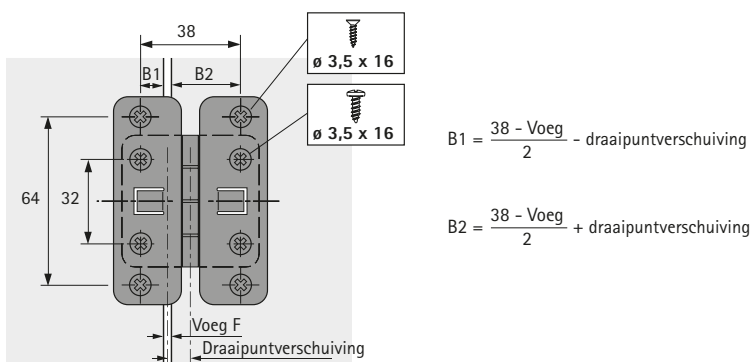 38
B1 B2
ø 3,5 x 16
ø 3,5 x 16
64
32
B1 = 38 - Voeg / 2 - draaipuntverschuiving
B2 = 38 - Voeg / 2 + draaipuntverschuiving
Voeg F
Draaipuntverschuiving